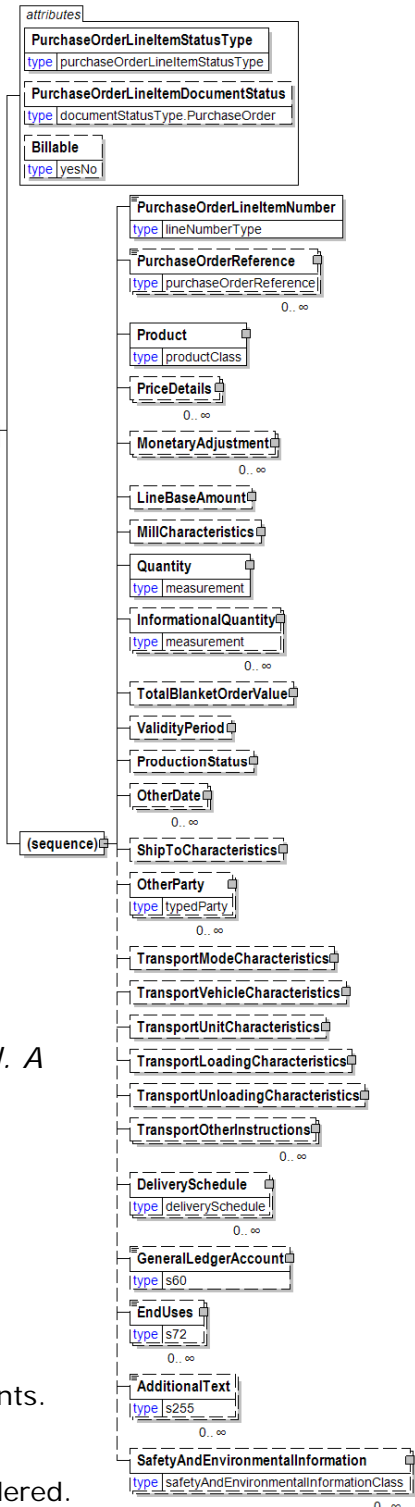 attributes
PurchaseOrderLineItemStatusType
type purchaseOrderLineItemStatusType
PurchaseOrderLineItemDocumentStatus
type documentStatusType.PurchaseOrder
Billable
type yesNo
PurchaseOrderLineItemNumber
type lineNumberType
PurchaseOrderReference
type purchaseOrderReference
0.. ∞
Product
type productClass
PriceDetails
0.. ∞
MonetaryAdjustment
0.. ∞
LineBaseAmount
MillCharacteristics
Quantity
type measurement
InformationalQuantity
type measurement
0.. ∞
TotalBlanketOrderValue
ValidityPeriod
ProductionStatus
OtherDate
0.. ∞
(sequence)
ShipToCharacteristics
OtherParty
type typedParty
0.. ∞
TransportModeCharacteristics
TransportVehicleCharacteristics
TransportUnitCharacteristics
TransportLoadingCharacteristics
. A
TransportUnloadingCharacteristics
TransportOtherInstructions
0.. ∞
DeliverySchedule
type deliverySchedule
0.. ∞
GeneralLedgerAccount
type s60
EndUses
type s72
0.. ∞
AdditionalText
nts.
type s255
0.. ∞
SafetyAndEnvironmentalInformation
type safetyAndEnvironmentalInformationClass
dered.
0.. ∞